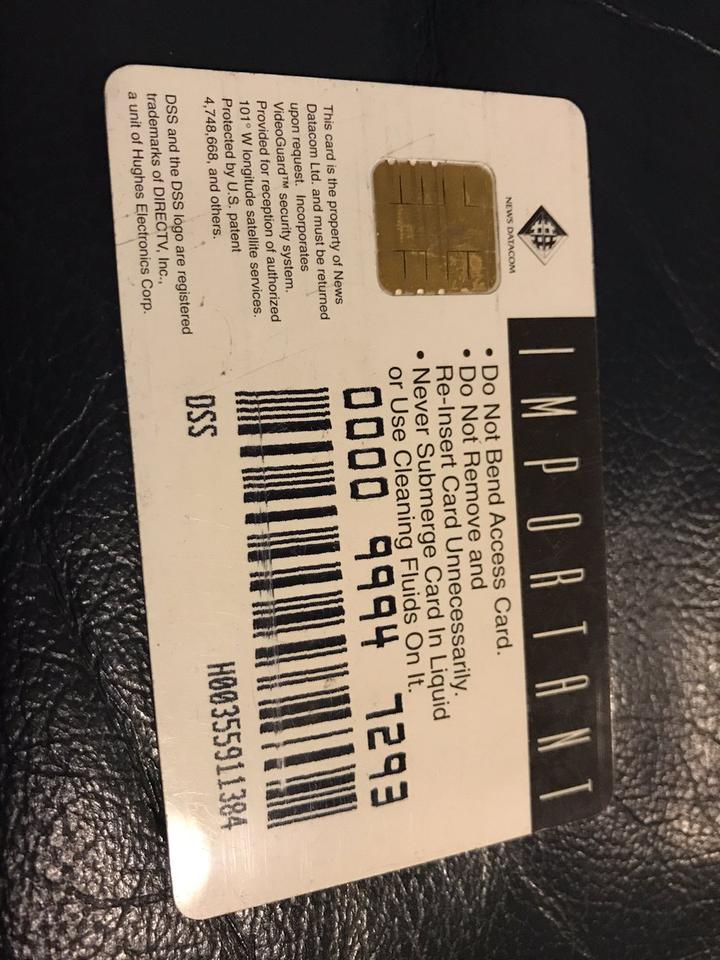 IMPORTANT
NEWS DATACOM
• Do Not Bend Access Card.
• Do Not Remove and
Re-Insert Card Unnecessarily.
• Never Submerge Card In Liquid
or Use Cleaning Fluids On It.
This card is the property of News
Datacom Ltd. and must be returned
upon request. Incorporates
VideoGuard™ security system.
Provided for reception of authorized
101° W longitude satellite services.
Protected by U.S. patent
4,748,668, and others.
DSS and the DSS logo are registered
trademarks of DIRECTV, Inc.,
a unit of Hughes Electronics Corp.
0000 9994 7293
DSS
H00355911384